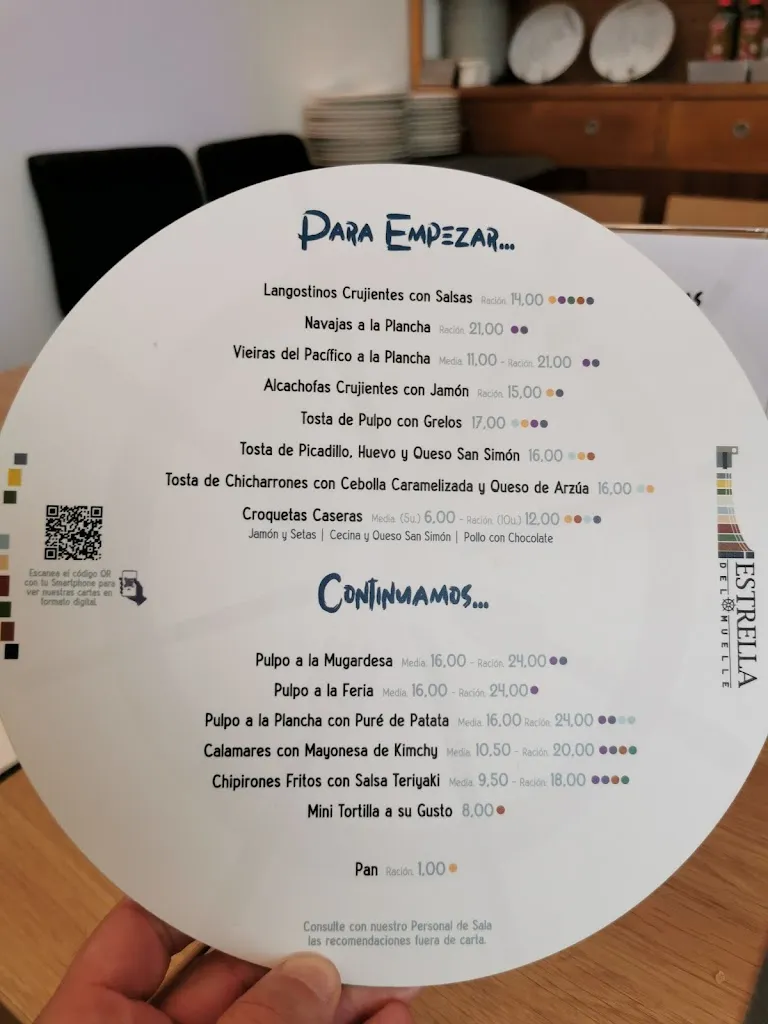 PARA EMPEZAR...
Langostinos Crujientes con Salsas Ración 14,00
Navajas a la Plancha Ración 21,00
Vieiras del Pacífico a la Plancha Media 11,00 - Ración 21,00
Alcachofas Crujientes con Jamón Ración 15,00
Tosta de Pulpo con Grelos 17,00
Tosta de Picadillo, Huevo y Queso San Simón 16,00
Tosta de Chicharrones con Cebolla Caramelizada y Queso de Arzúa 16,00
Croquetas Caseras Media (5u.) 6,00 - Ración (10u.) 12,00
Jamón y Setas | Cecina y Queso San Simón | Pollo con Chocolate
Escanea el código QR
con tu Smartphone para
ver nuestras cartas en
formato digital.
ESTRELLA
DEL MUELLE
CONTINUAMOS...
Pulpo a la Mugardesa Media 16,00 - Ración 24,00
Pulpo a la Feria Media 16,00 - Ración 24,00
Pulpo a la Plancha con Puré de Patata Media 16,00 Ración 24,00
Calamares con Mayonesa de Kimchy Media 10,50 - Ración 20,00
Chipirones Fritos con Salsa Teriyaki Media 9,50 - Ración 18,00
Mini Tortilla a su Gusto 8,00
Pan Ración 1,00
Consulte con nuestro Personal de Sala
las recomendaciones fuera de carta.